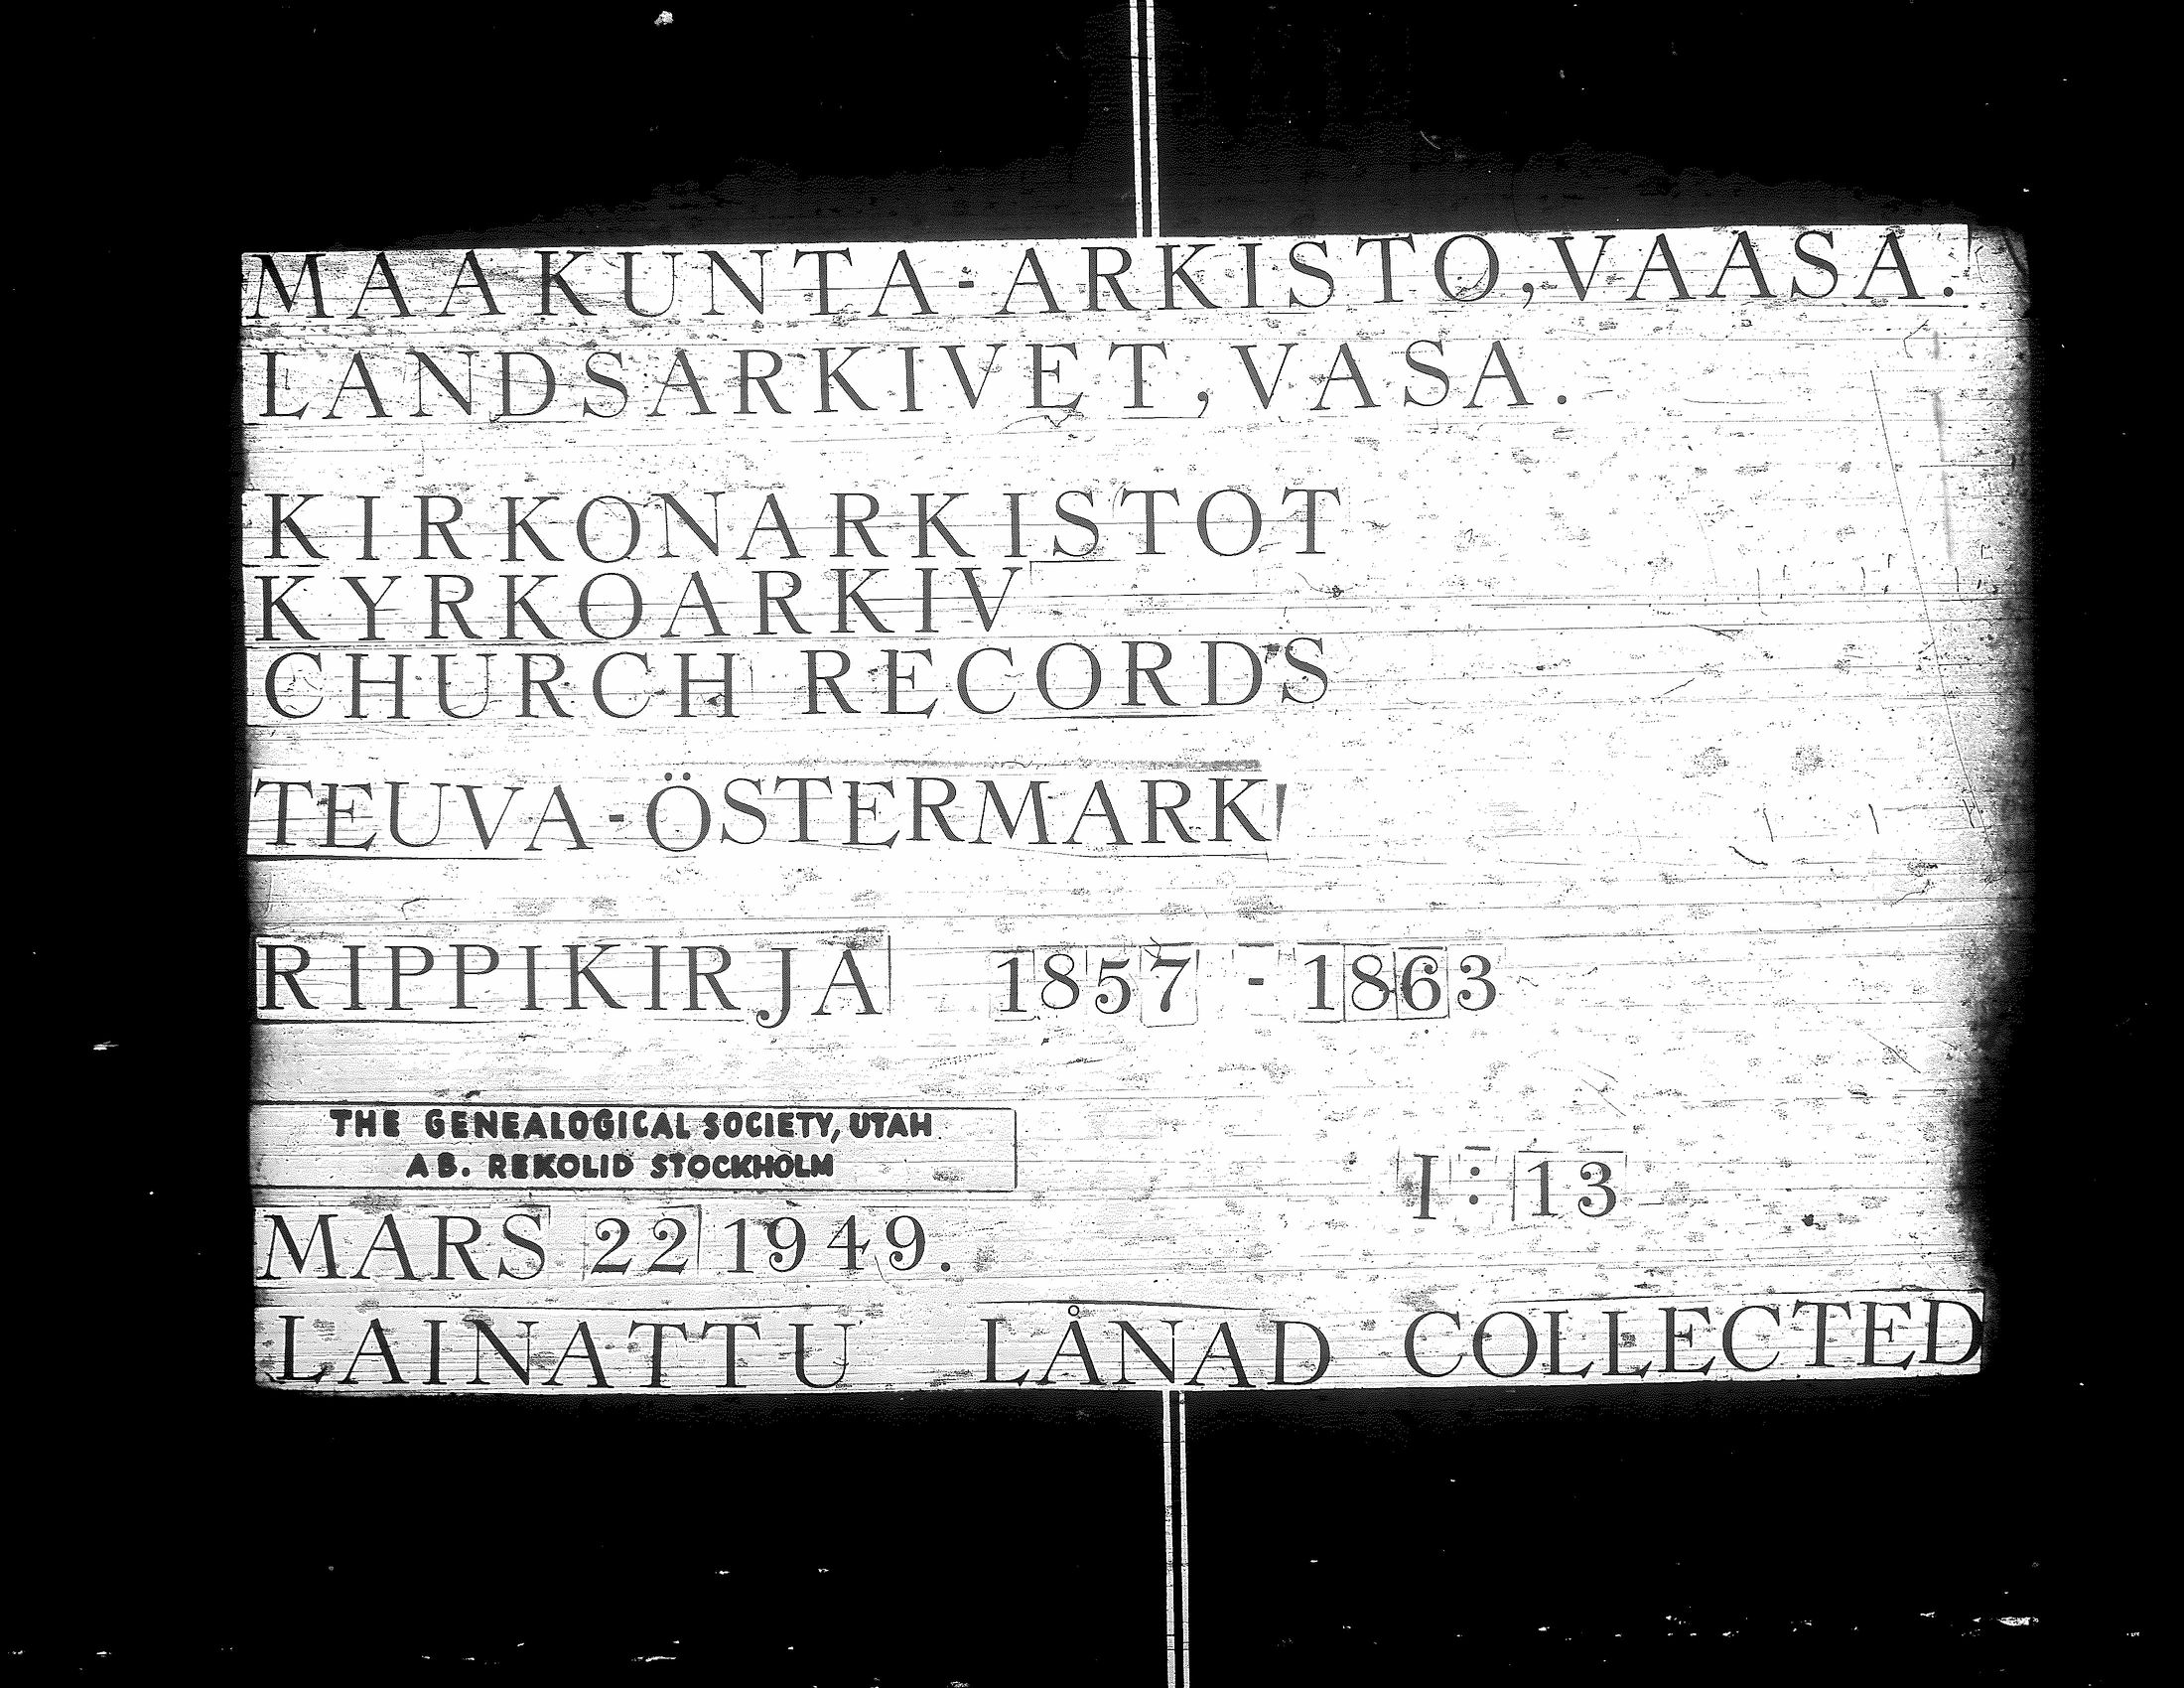 MAAKUNTA-ARKISTO, VAASA.
LANDSARKIVET, VASA.
KIRKONARKISTOT
KYRKOARKIV
CHURCH RECORDS
TEUVA-ÖSTERMARK
RIPPIKIRJA 1857 - 1863
THE GENEALOGICAL SOCIETY, UTAH
AB. REKOLID STOCKHOLM
I: 13
MARS 22 1949.
LAINATTU LÅNAD COLLECTED